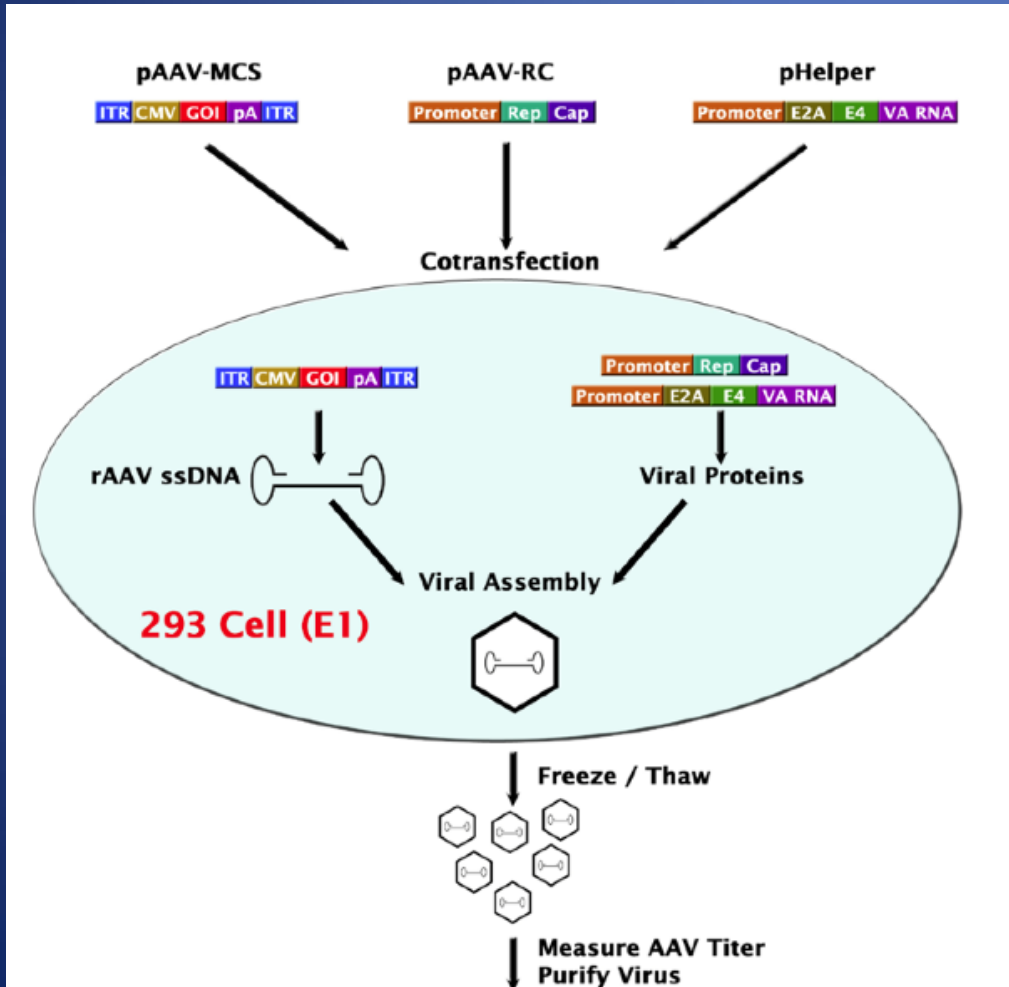 pAAV-MCS
pAAV-RC
pHelper
ITR CMV GOI pA ITR
Promoter Rep Cap
Promoter E2A E4 VA RNA
Cotransfection
ITR CMV GOI pA ITR
Promoter Rep Cap
Promoter E2A E4 VA RNA
rAAV ssDNA
Viral Proteins
Viral Assembly
293 Cell (E1)
Freeze / Thaw
Measure AAV Titer
Purify Virus